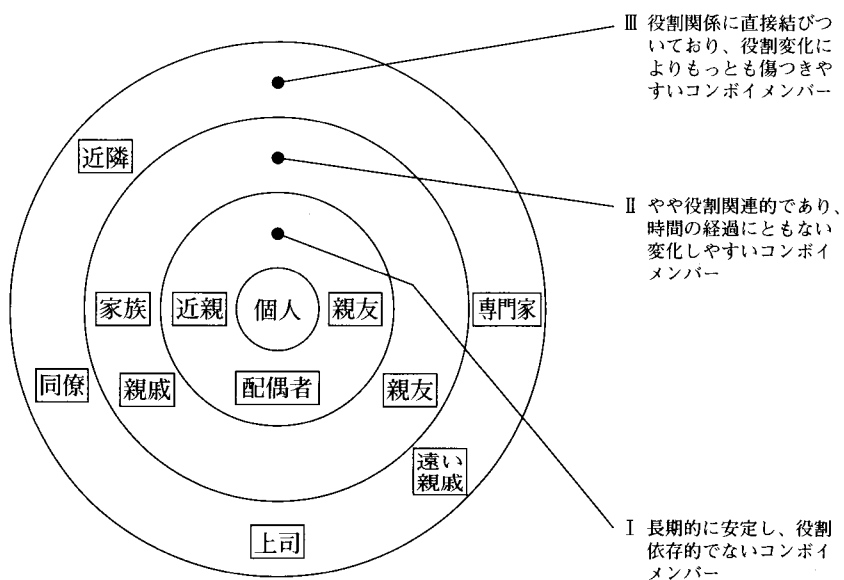 Ⅲ 役割関係に直接結びつ
いており、役割変化に
よりもっとも傷つきや
すいコンボイメンバー
近隣
Ⅱ やや役割関連的であり、
時間の経過にともない
変化しやすいコンボイ
メンバー
家族
近親
個人
親友
専門家
同僚
親戚
配偶者
親友
遠い
親戚
上司
Ⅰ 長期的に安定し、役割
依存的でないコンボイ
メンバー